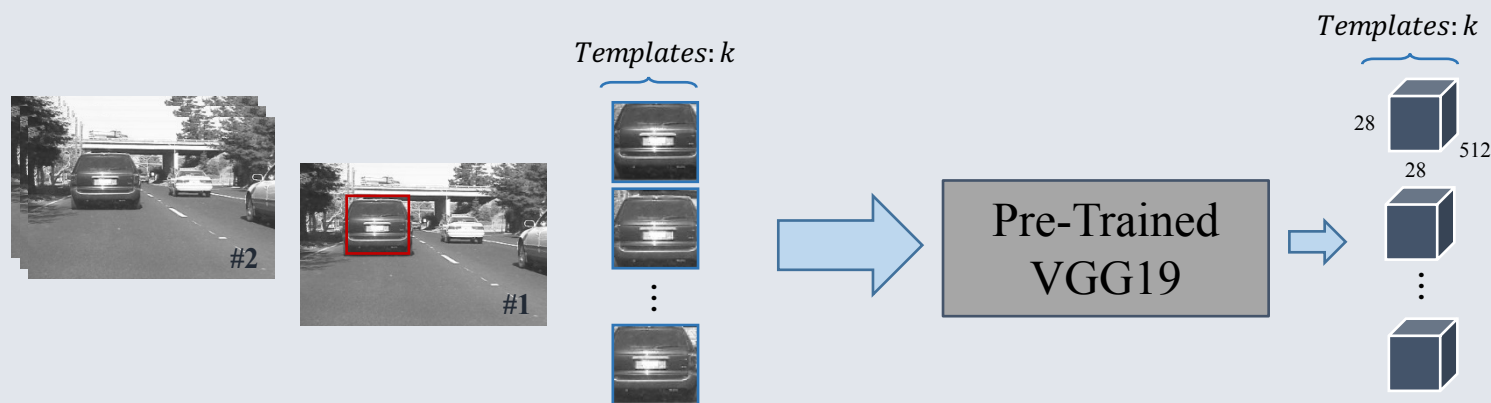 Templates: k
Templates: k
28
512
28
#2
#1
Pre-Trained
VGG19
⋮
⋮